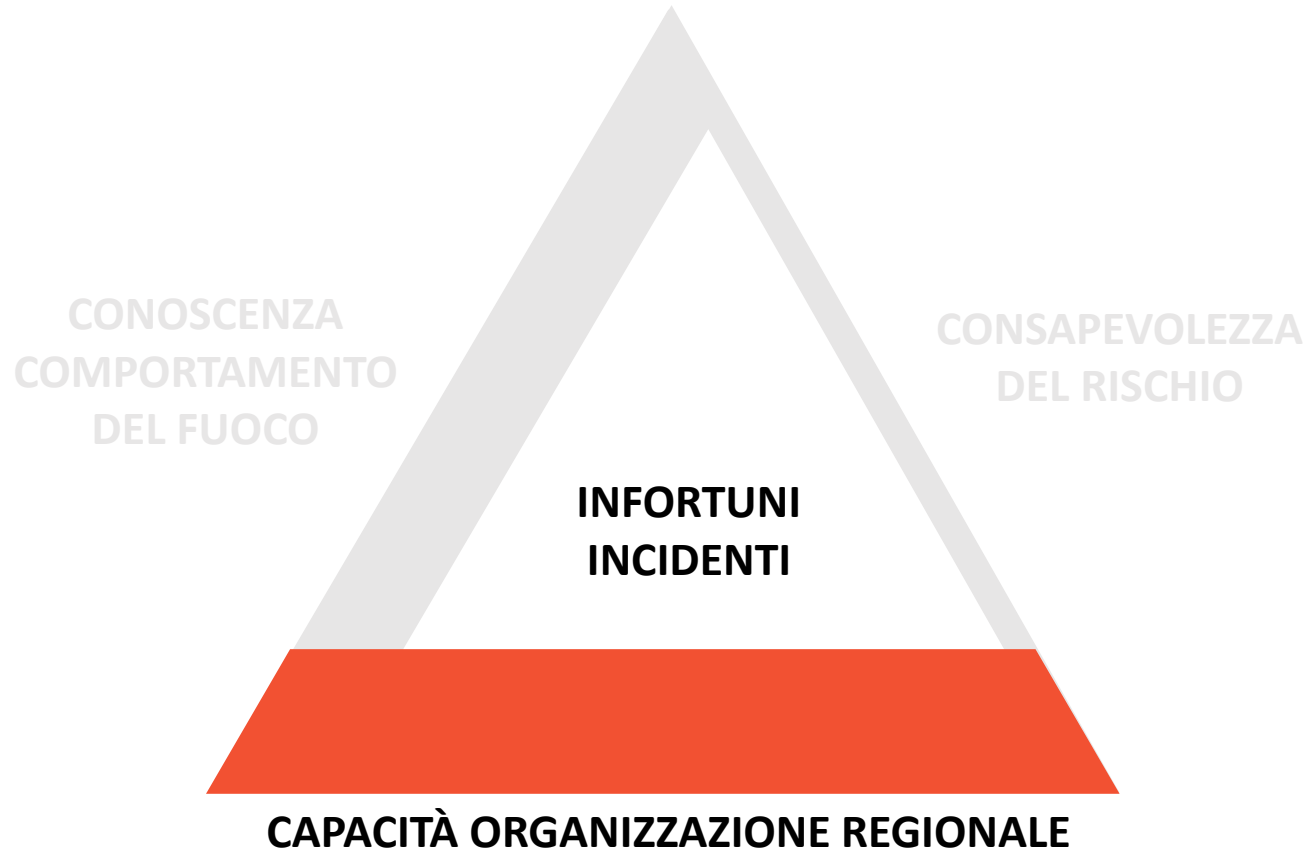 CONOSCENZA
COMPORTAMENTO
DEL FUOCO
CONSAPEVOLEZZA
DEL RISCHIO
INFORTUNI
INCIDENTI
CAPACITÀ ORGANIZZAZIONE REGIONALE